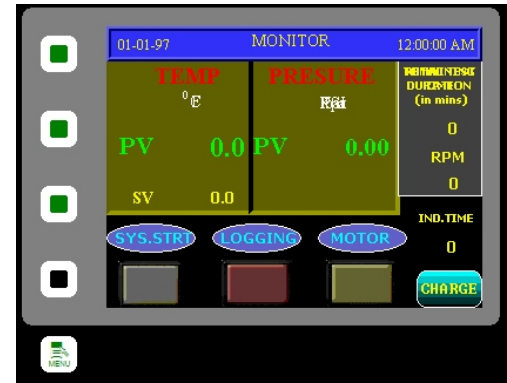 01-01-97 MONITOR 12:00:00 AM
TEMP PRESURE
(in mins)
0
PV 0.0 PV 0.00
RPM
0
SV 0.0
IND.TIME
SYS.STRT LOGGING MOTOR
0
CHARGE
MENU